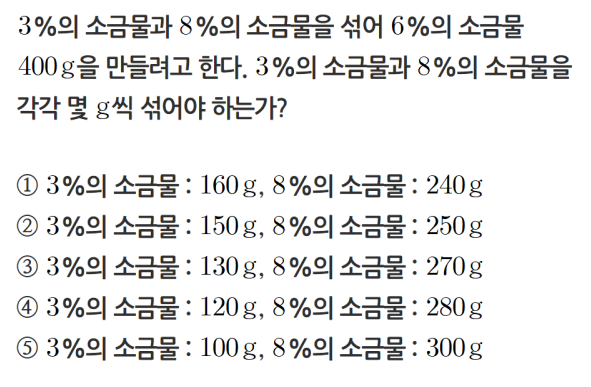 3%의 소금물과 8%의 소금물을 섞어 6%의 소금물
400g을 만들려고 한다. 3%의 소금물과 8%의 소금물을
각각 몇 g씩 섞어야 하는가?
① 3%의 소금물 : 160g, 8%의 소금물 : 240g
② 3%의 소금물 : 150g, 8%의 소금물 : 250g
③ 3%의 소금물 : 130g, 8%의 소금물 : 270g
④ 3%의 소금물 : 120g, 8%의 소금물 : 280g
⑤ 3%의 소금물 : 100g, 8%의 소금물 : 300g